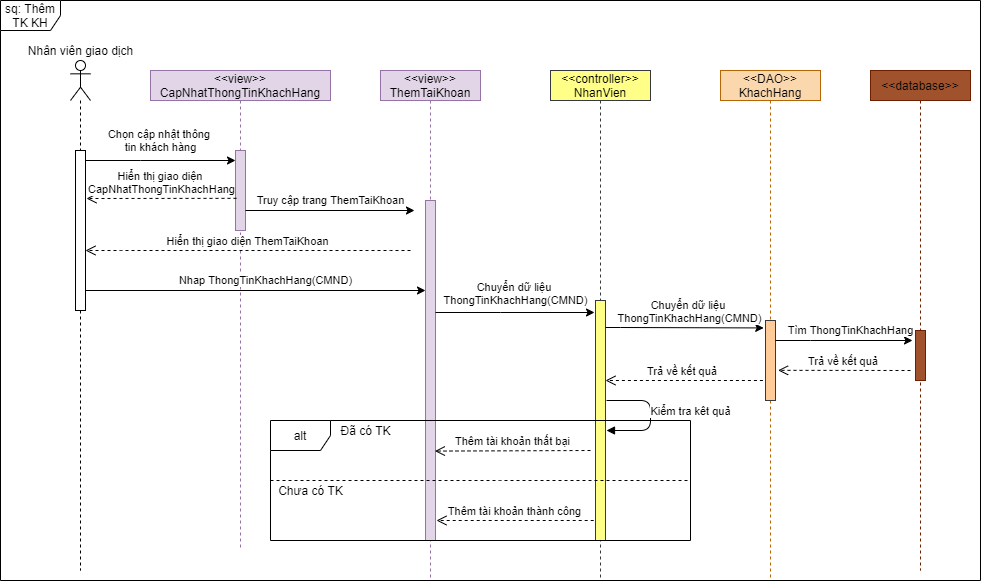 sq: Thêm
TK KH
Nhân viên giao dịch
<<view>>
CapNhatThongTinKhachHang
<<view>>
ThemTaiKhoan
<<controller>>
NhanVien
<<DAO>>
KhachHang
<<database>>
Chọn cập nhật thông
tin khách hàng
Hiển thị giao diện
CapNhatThongTinKhachHang
Truy cập trang ThemTaiKhoan
Hiển thị giao diện ThemTaiKhoan
Nhap ThongTinKhachHang(CMND)
Chuyển dữ liệu
ThongTinKhachHang(CMND)
Chuyển dữ liệu
ThongTinKhachHang(CMND)
Tìm ThongTinKhachHang
Trả về kết quả
Trả về kết quả
Kiểm tra kêt quả
alt
Đã có TK
Thêm tài khoản thất bại
Chưa có TK
Thêm tài khoản thành công